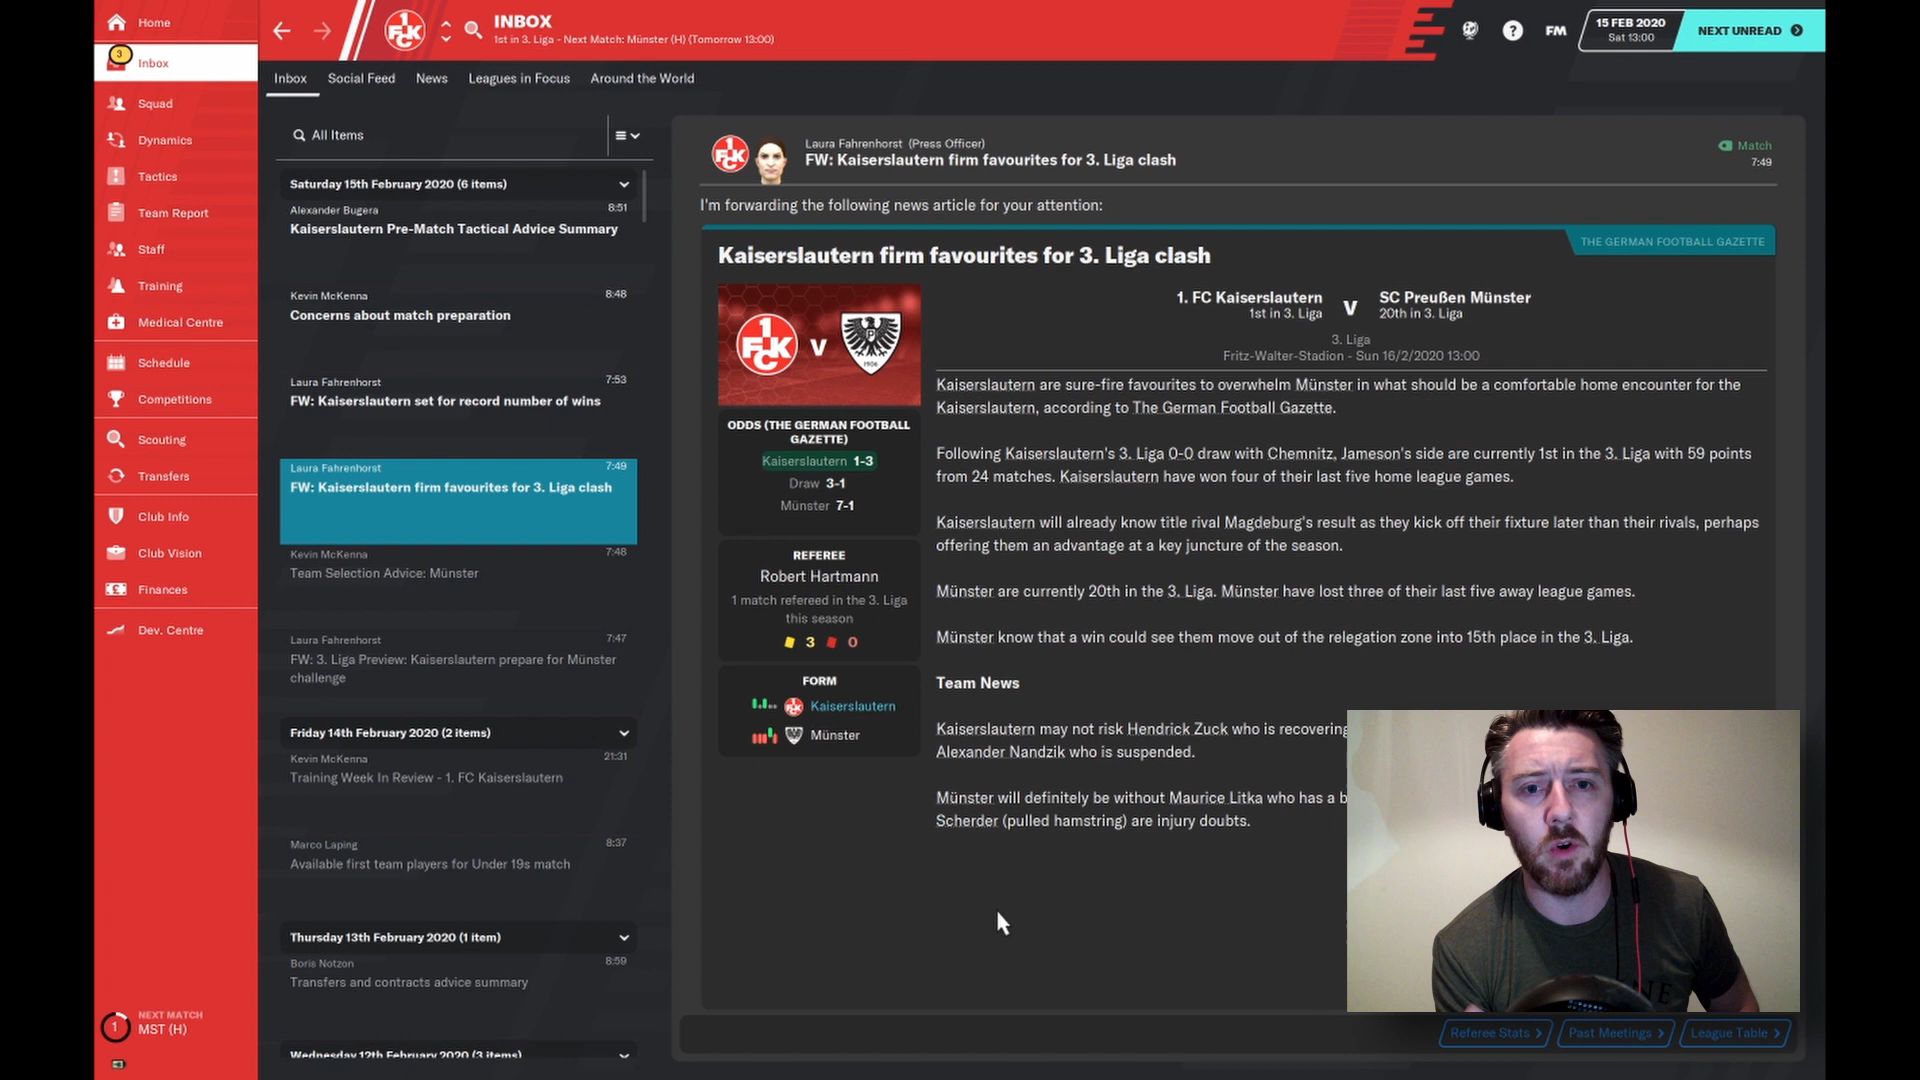 Home
3
Inbox
Squad
Dynamics
Tactics
Team Report
Staff
Training
Medical Centre
Schedule
Competitions
Scouting
Transfers
Club Info
Club Vision
Finances
Dev. Centre
1
NEXT MATCH
MST (H)
INBOX
1st in 3. Liga - Next Match: Münster (H) (Tomorrow 13:00)
FM
15 FEB 2020
Sat 13:00
NEXT UNREAD
Inbox Social Feed News Leagues in Focus Around the World
All Items
Saturday 15th February 2020 (6 items)
Alexander Bugera 8:51
Kaiserslautern Pre-Match Tactical Advice Summary
Kevin McKenna 8:48
Concerns about match preparation
Laura Fahrenhorst 7:53
FW: Kaiserslautern set for record number of wins
Laura Fahrenhorst 7:49
FW: Kaiserslautern firm favourites for 3. Liga clash
Kevin McKenna 7:48
Team Selection Advice: Münster
Laura Fahrenhorst 7:47
FW: 3. Liga Preview: Kaiserslautern prepare for Münster
challenge
Friday 14th February 2020 (2 items)
Kevin McKenna 21:31
Training Week In Review - 1. FC Kaiserslautern
Marco Laping 8:37
Available first team players for Under 19s match
Thursday 13th February 2020 (1 item)
Boris Notzon 8:59
Transfers and contracts advice summary
Wednesday 12th February 2020 (3 items)
Laura Fahrenhorst (Press Officer)
FW: Kaiserslautern firm favourites for 3. Liga clash
Match
7:49
I'm forwarding the following news article for your attention:
THE GERMAN FOOTBALL GAZETTE
Kaiserslautern firm favourites for 3. Liga clash
1 FCK V P 1906
ODDS (THE GERMAN FOOTBALL
GAZETTE)
Kaiserslautern 1-3
Draw 3-1
Münster 7-1
REFEREE
Robert Hartmann
1 match refereed in the 3. Liga
this season
3 0
FORM
Kaiserslautern
Münster
1. FC Kaiserslautern V SC Preußen Münster
1st in 3. Liga 20th in 3. Liga
3. Liga
Fritz-Walter-Stadion - Sun 16/2/2020 13:00
Kaiserslautern are sure-fire favourites to overwhelm Münster in what should be a comfortable home encounter for the
Kaiserslautern, according to The German Football Gazette.
Following Kaiserslautern's 3. Liga 0-0 draw with Chemnitz, Jameson's side are currently 1st in the 3. Liga with 59 points
from 24 matches. Kaiserslautern have won four of their last five home league games.
Kaiserslautern will already know title rival Magdeburg's result as they kick off their fixture later than their rivals, perhaps
offering them an advantage at a key juncture of the season.
Münster are currently 20th in the 3. Liga. Münster have lost three of their last five away league games.
Münster know that a win could see them move out of the relegation zone into 15th place in the 3. Liga.
Team News
Kaiserslautern may not risk Hendrick Zuck who is recovering
Alexander Nandzik who is suspended.
Münster will definitely be without Maurice Litka who has a b
Scherder (pulled hamstring) are injury doubts.
Referee Stats
Past Meetings
League Table